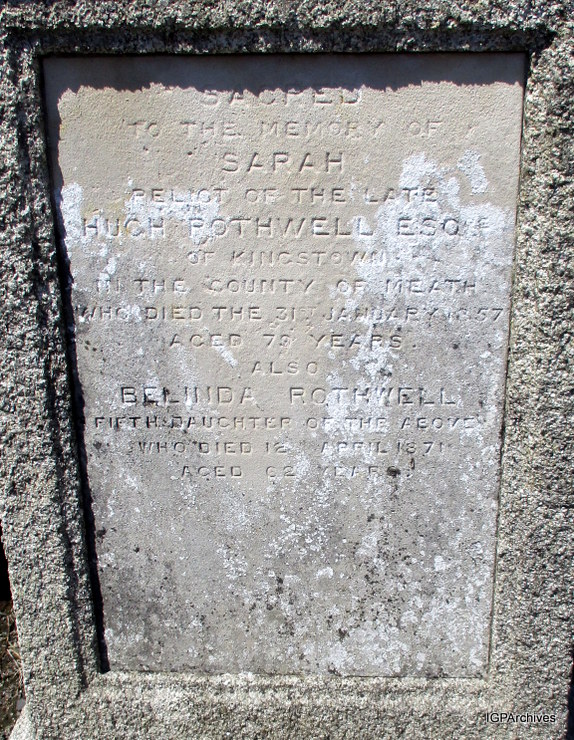 SACRED
TO THE MEMORY OF
SARAH
RELICT OF THE LATE
HUGH ROTHWELL ESQ
OF KINGSTOWN
IN THE COUNTY OF MEATH
WHO DIED THE 31ST JANUARY 1857
AGED 79 YEARS
ALSO
BELINDA ROTHWELL
FIFTH DAUGHTER OF THE ABOVE
WHO DIED 12 APRIL 1871
AGED 62 YEARS
IGPArchives